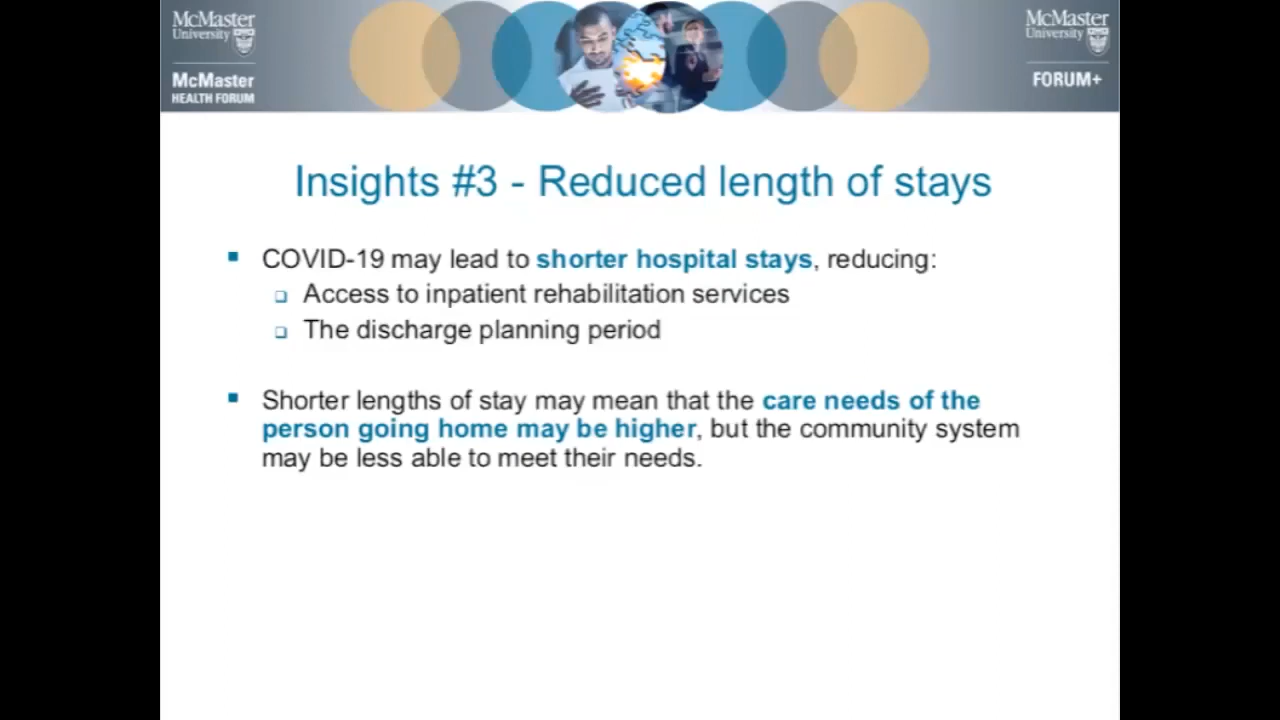 McMaster
University
McMaster
HEALTH FORUM
McMaster
University
FORUM+
Insights #3 - Reduced length of stays
COVID-19 may lead to shorter hospital stays, reducing:
Access to inpatient rehabilitation services
The discharge planning period
Shorter lengths of stay may mean that the care needs of the
person going home may be higher, but the community system
may be less able to meet their needs.